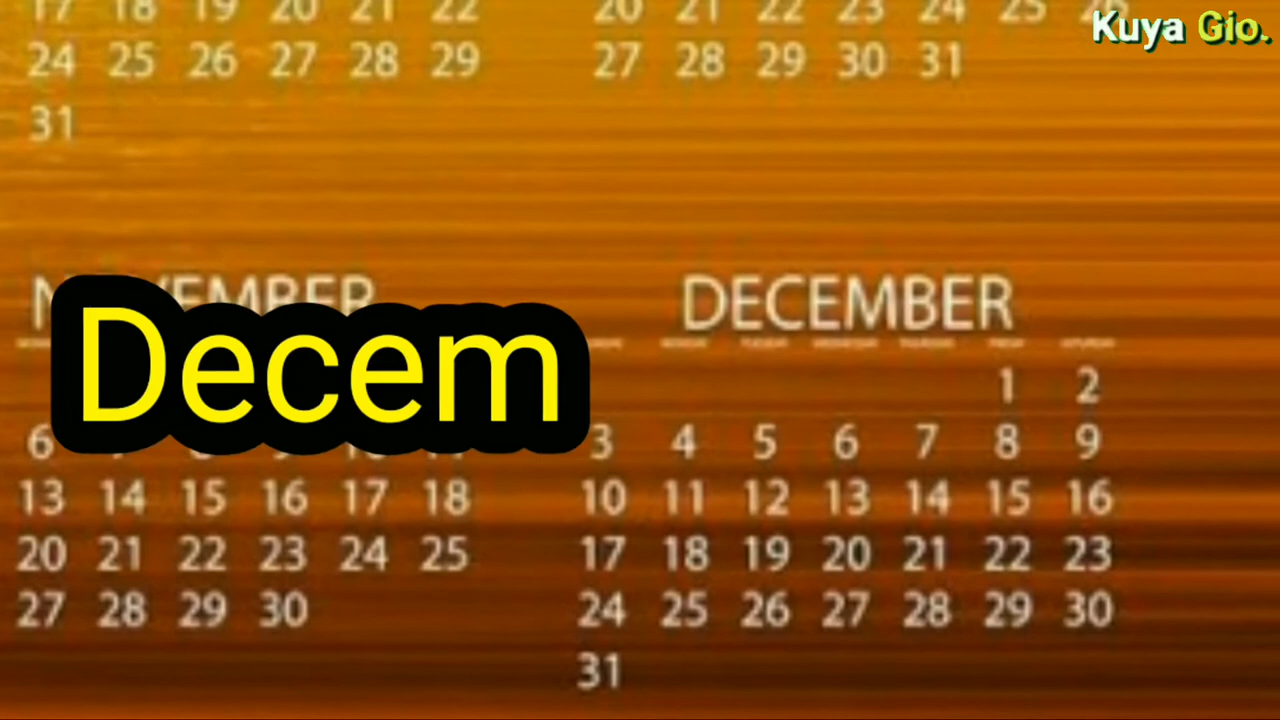 17 18 19 20 21 22 20 21 22 23 24 25
Kuya Gio.
24 25 26 27 28 29 27 28 29 30 31
31
DECEMBER
Decem
1 2
6 3 4 5 6 7 8 9
13 14 15 16 17 18 10 11 12 13 14 15 16
20 21 22 23 24 25 17 18 19 20 21 22 23
27 28 29 30 24 25 26 27 28 29 30
31